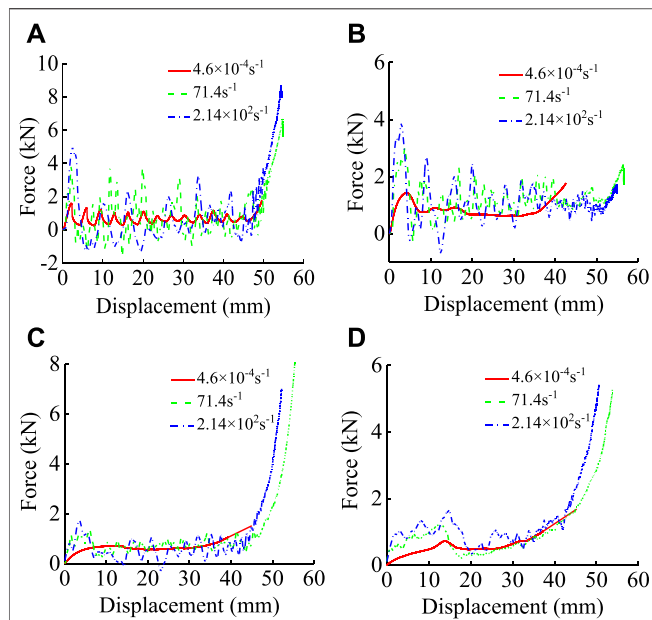 A
4.6×10⁻⁴s⁻¹
71.4s⁻¹
2.14×10²s⁻¹
10
8
6
4
2
0
-2
0 10 20 30 40 50 60
Force (kN)
Displacement (mm)
B
4.6×10⁻⁴s⁻¹
71.4s⁻¹
2.14×10²s⁻¹
6
4
2
0
0 10 20 30 40 50 60
Force (kN)
Displacement (mm)
C
4.6×10⁻⁴s⁻¹
71.4s⁻¹
2.14×10²s⁻¹
8
6
4
2
0
0 10 20 30 40 50 60
Force (kN)
Displacement (mm)
D
4.6×10⁻⁴s⁻¹
71.4s⁻¹
2.14×10²s⁻¹
6
4
2
0
0 10 20 30 40 50 60
Force (kN)
Displacement (mm)